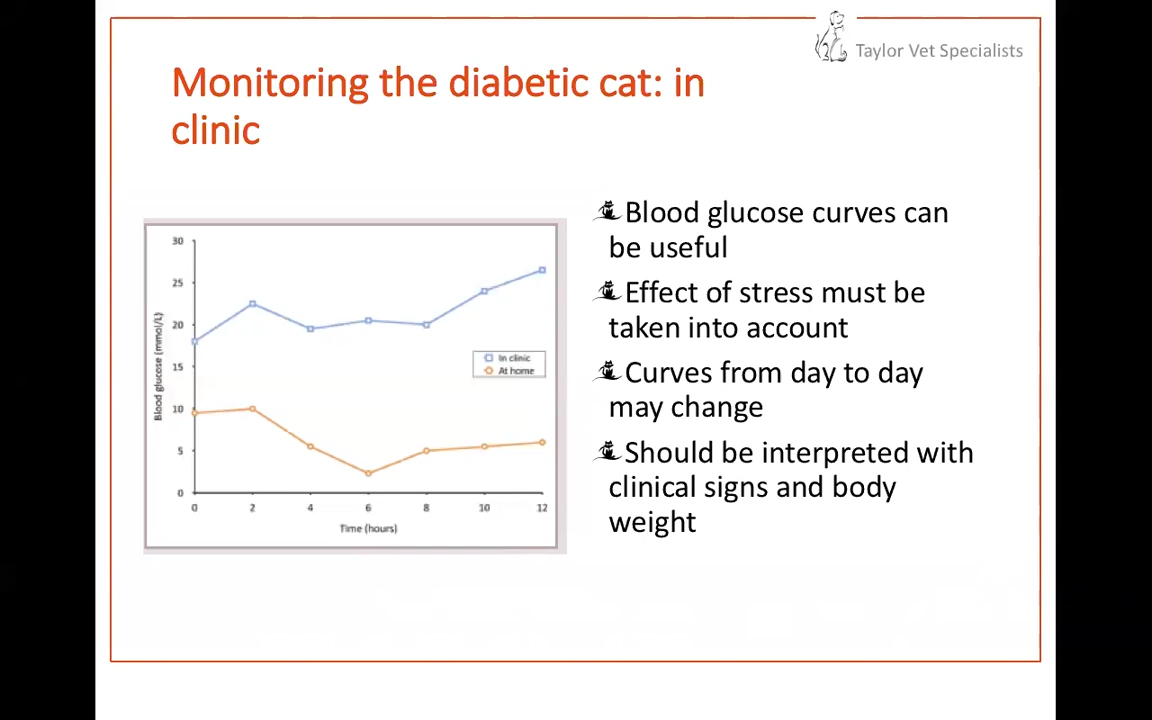 Taylor Vet Specialists
Monitoring the diabetic cat: in
clinic
30
25
20
15
10
5
0
Blood glucose (mmol/L)
In clinic
At home
0 2 4 6 8 10 12
Time (hours)
Blood glucose curves can
be useful
Effect of stress must be
taken into account
Curves from day to day
may change
Should be interpreted with
clinical signs and body
weight